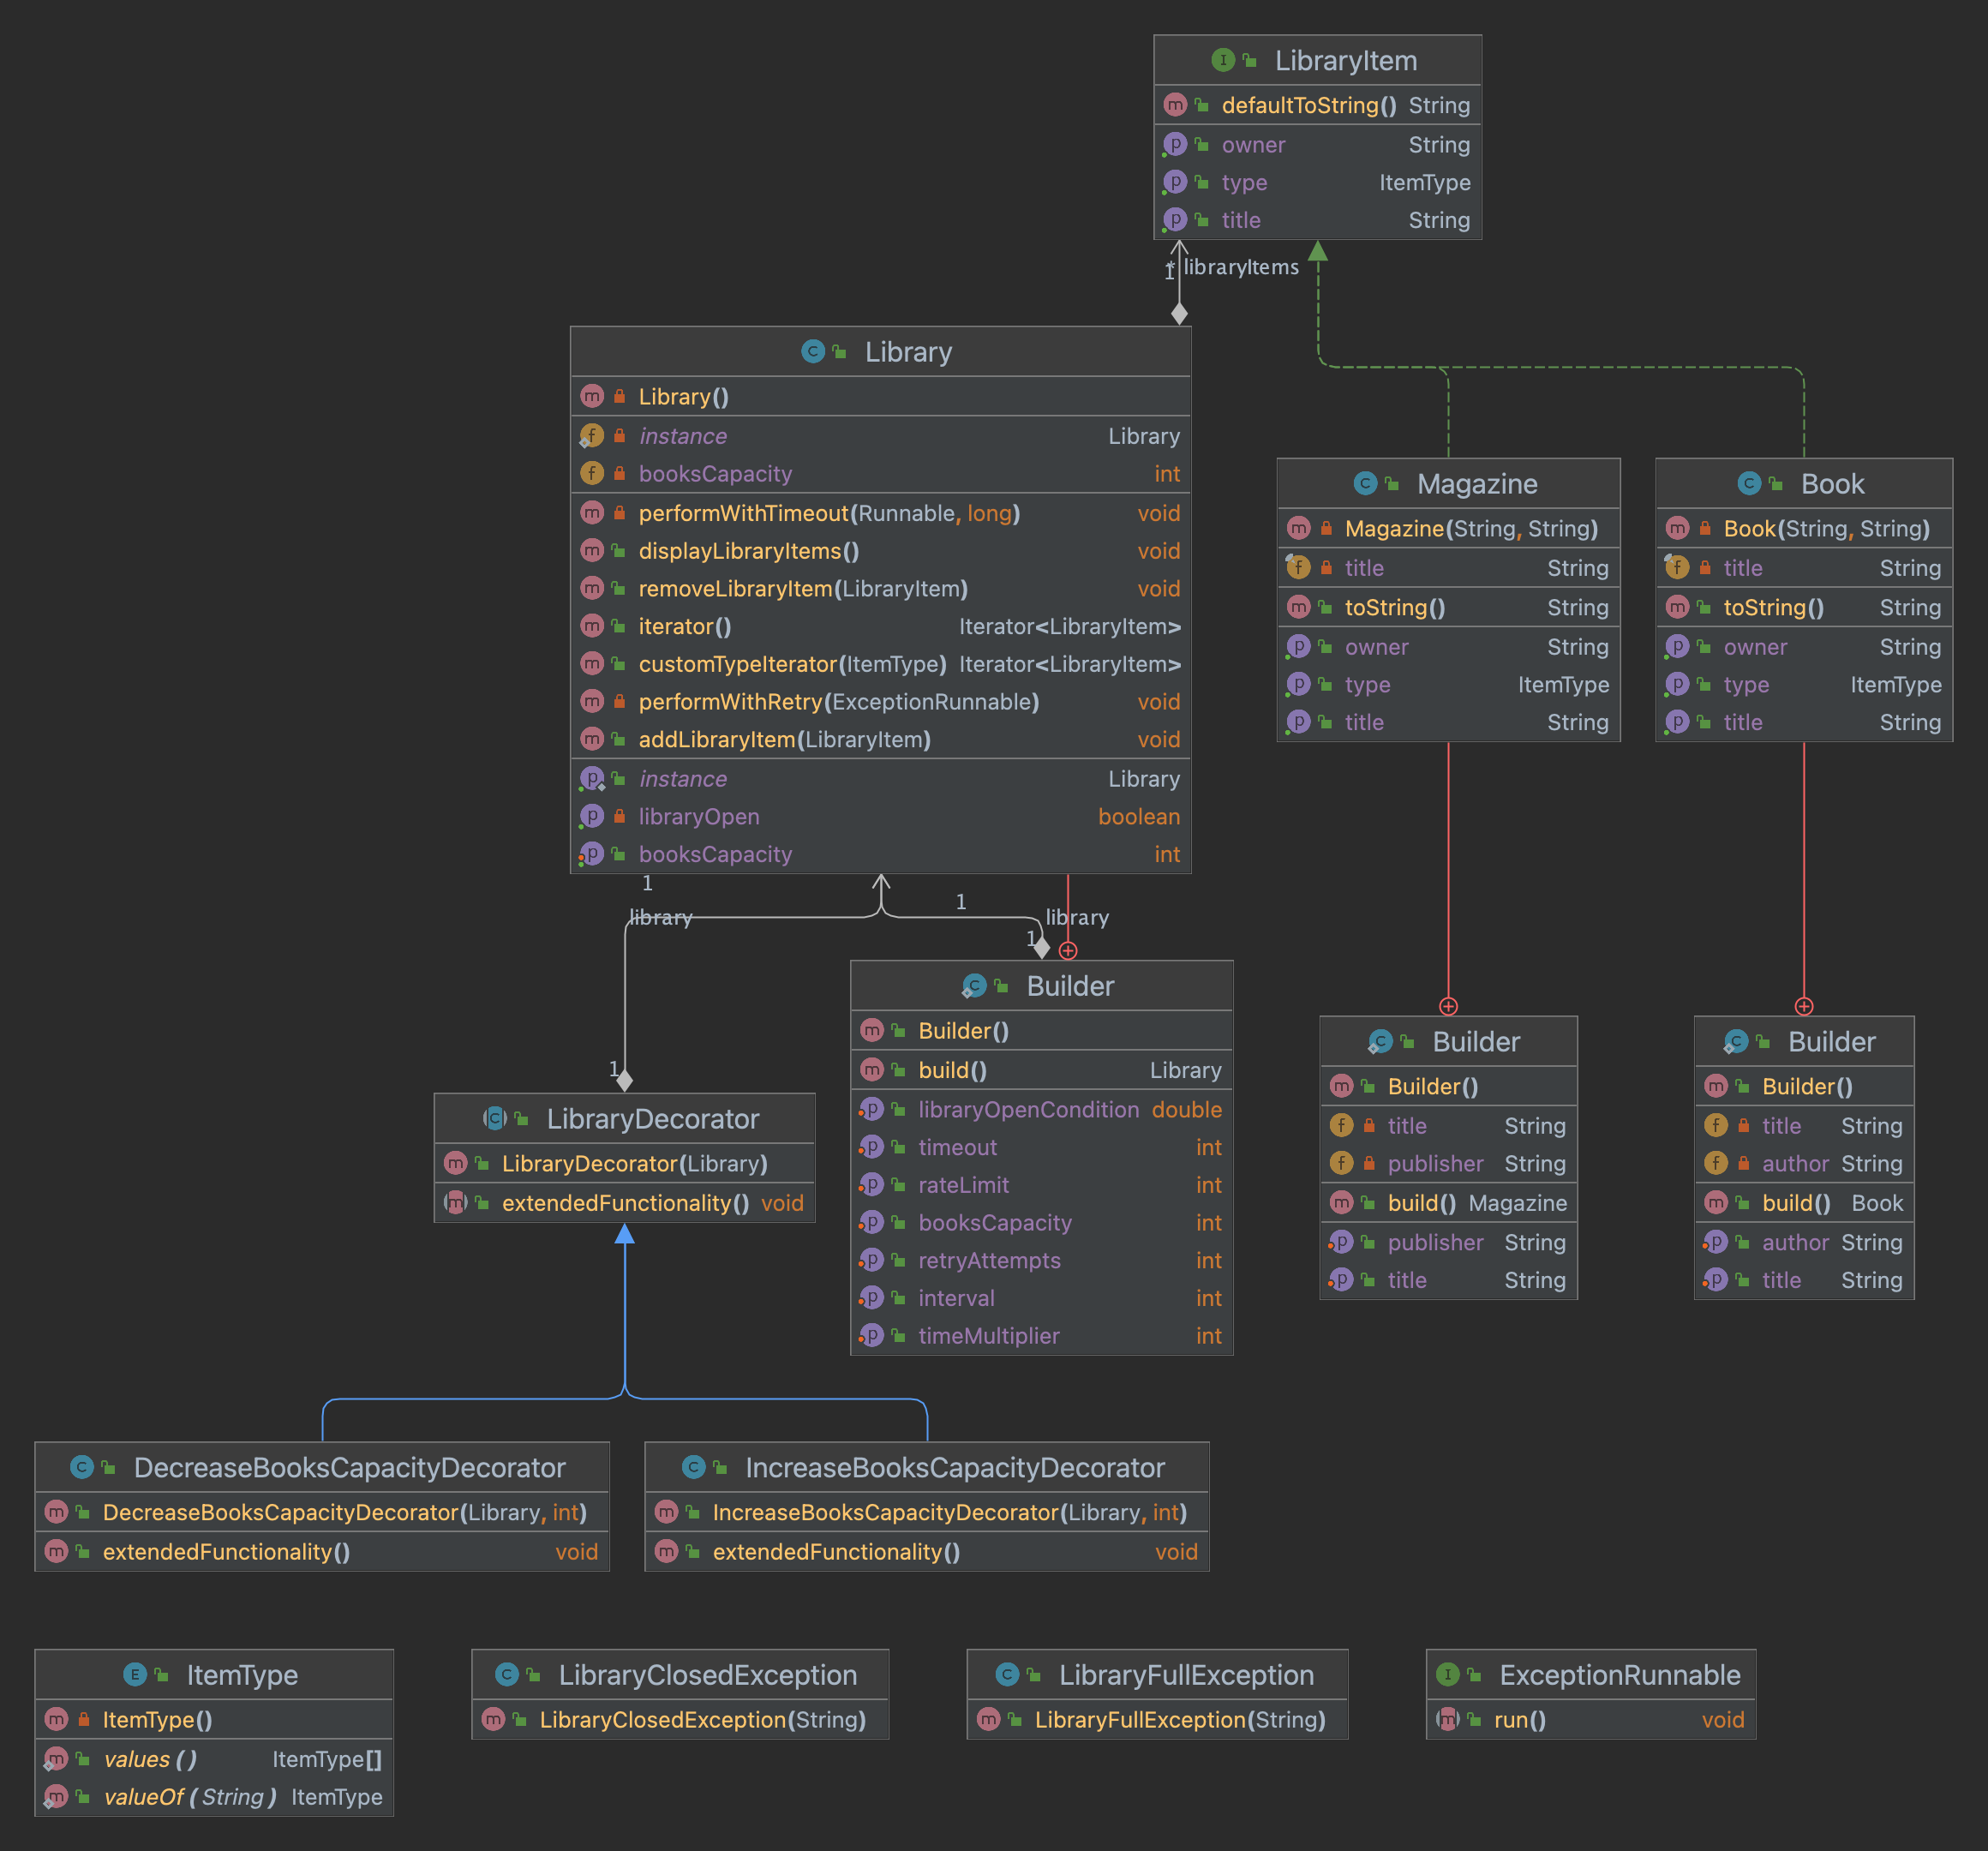 LibraryItem
defaultToString() String
owner String
type ItemType
title String
1 * libraryItems
Library
Library()
instance Library
booksCapacity int
performWithTimeout(Runnable, long) void
displayLibraryItems() void
removeLibraryItem(LibraryItem) void
iterator() Iterator<LibraryItem>
customTypeIterator(ItemType) Iterator<LibraryItem>
performWithRetry(ExceptionRunnable) void
addLibraryItem(LibraryItem) void
instance Library
libraryOpen boolean
booksCapacity int
Magazine
Magazine(String, String)
title String
toString() String
owner String
type ItemType
title String
Book
Book(String, String)
title String
toString() String
owner String
type ItemType
title String
1
1
library
library
1
1
Builder
Builder()
build() Library
libraryOpenCondition double
timeout int
rateLimit int
booksCapacity int
retryAttempts int
interval int
timeMultiplier int
Builder
Builder()
title String
publisher String
build() Magazine
publisher String
title String
Builder
Builder()
title String
author String
build() Book
author String
title String
LibraryDecorator
LibraryDecorator(Library)
extendedFunctionality() void
DecreaseBooksCapacityDecorator
DecreaseBooksCapacityDecorator(Library, int)
extendedFunctionality() void
IncreaseBooksCapacityDecorator
IncreaseBooksCapacityDecorator(Library, int)
extendedFunctionality() void
ItemType
ItemType()
values() ItemType[]
valueOf(String) ItemType
LibraryClosedException
LibraryClosedException(String)
LibraryFullException
LibraryFullException(String)
ExceptionRunnable
run() void